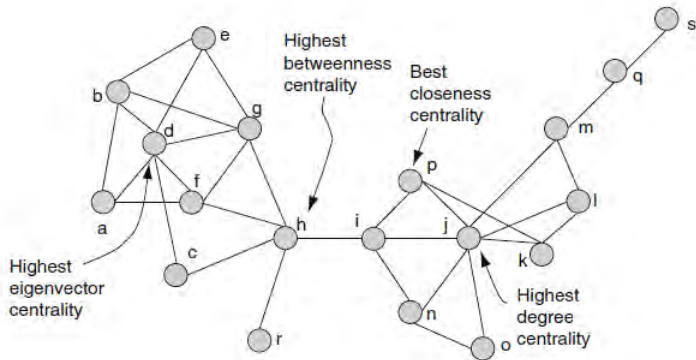 s
e
Highest
betweenness
centrality
q
Best
closeness
centrality
b
g
d
m
p
f
l
a
h
i
j
c
k
Highest
eigenvector
centrality
Highest
degree
centrality
n
r
o